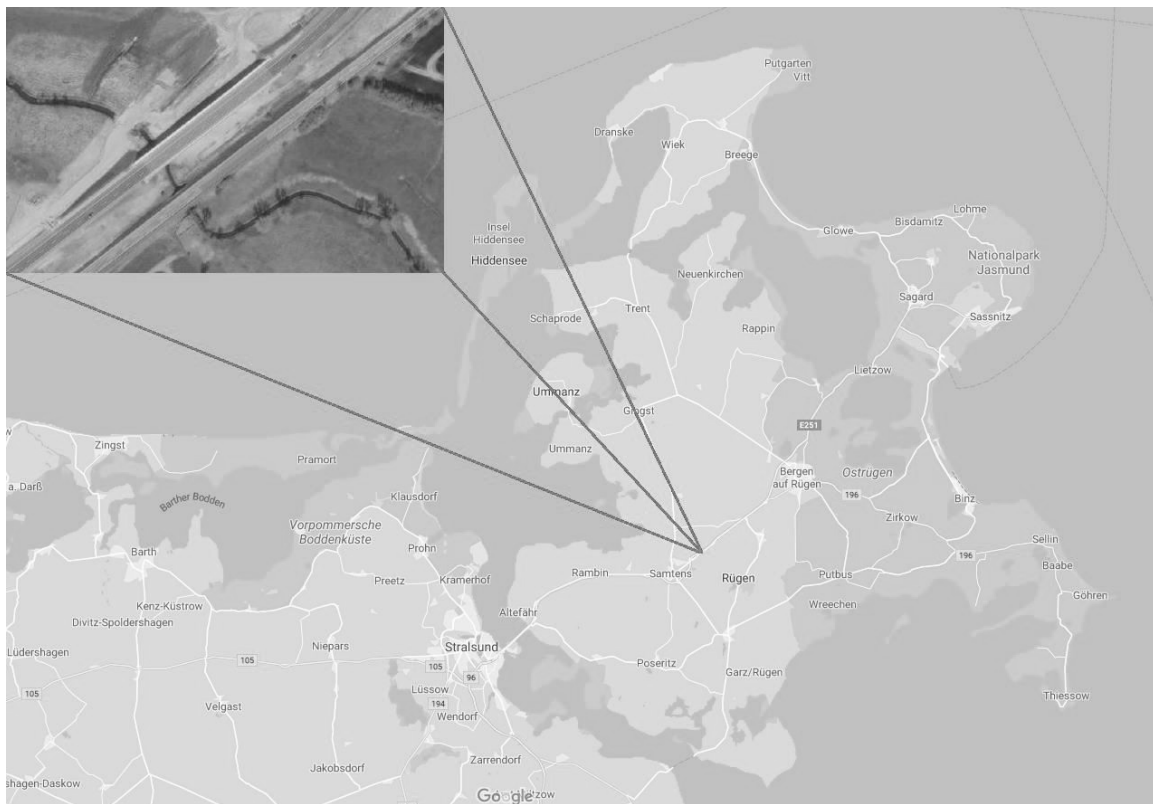 Putgarten
Vitt
Dranske
Wiek
Breege
Lohme
Bisdamitz
Glowe
Insel
Hiddensee
Hiddensee
Nationalpark
Jasmund
Neuenkirchen
Sagard
Trent
Schaprode
Sassnitz
Rappin
Lietzow
Ummanz
Gingst
E251
Zingst
Ummanz
Pramort
Bergen
auf Rügen
Ostrügen
a. Darß
Klausdorf
196
Binz
Barther Bodden
Zirkow
Vorpommersche
Boddenküste
Prohn
Sellin
Barth
196
Baabe
Rambin
Samtens
Rügen
Putbus
Preetz
Kramerhof
Göhren
Kenz-Küstrow
Wreechen
Altefähr
Divitz-Spoldershagen
Niepars
Stralsund
Lüdershagen
105
105
96
Poseritz
Garz/Rügen
105
Lüssow
194
Velgast
Wendorf
Thiessow
Zarrendorf
Jakobsdorf
shagen-Daskow
Google